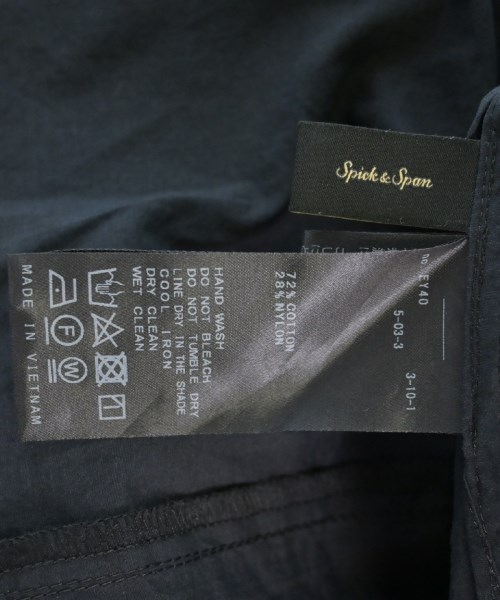 Spick & Span
EY40
5-03-3
3-10-1
72% COTTON
28% NYLON
HAND WASH
DO NOT BLEACH
DO NOT TUMBLE DRY
LINE DRY IN THE SHADE
COOL IRON
DRY CLEAN
WET CLEAN
F
W
MADE IN VIETNAM